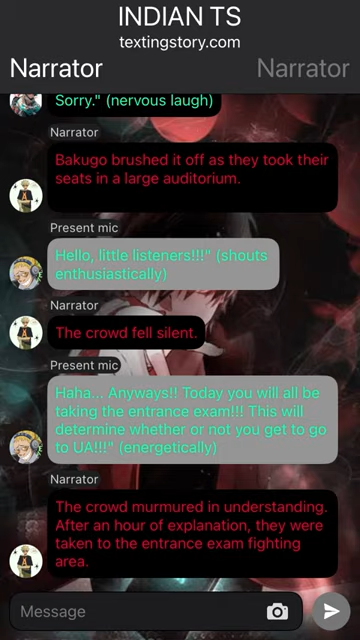 INDIAN TS
textingstory.com
Narrator Narrator
Sorry." (nervous laugh)
Narrator
Bakugo brushed it off as they took their
seats in a large auditorium.
Present mic
Hello, little listeners!!!" (shouts
enthusiastically)
Narrator
The crowd fell silent.
Present mic
Haha... Anyways!! Today you will all be
taking the entrance exam!!! This will
determine whether or not you get to go
to UA!!!" (energetically)
Narrator
The crowd murmured in understanding.
After an hour of explanation, they were
taken to the entrance exam fighting
area.
Message